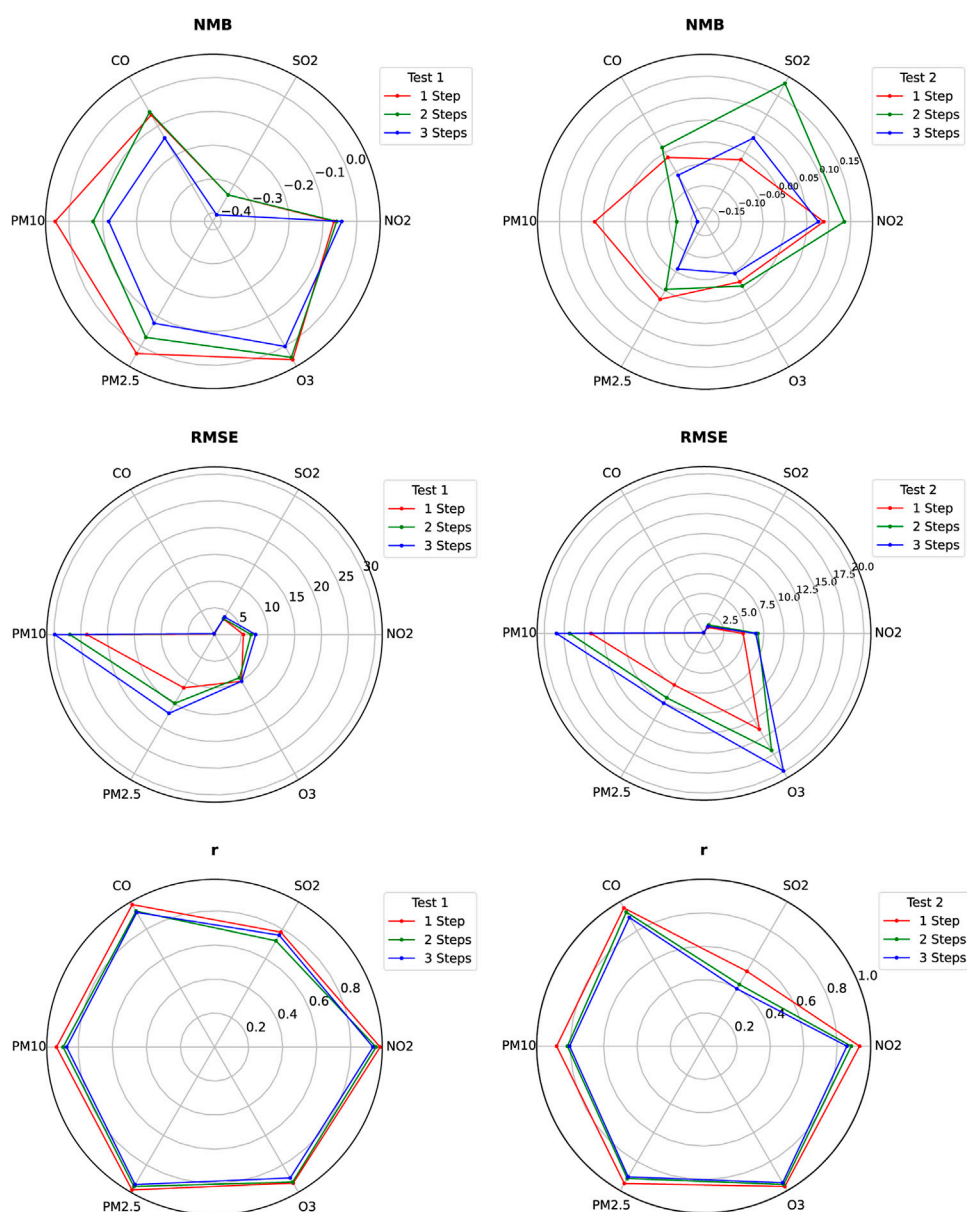 NMB
CO
SO2
PM10
NO2
PM2.5
O3
−0.4
−0.3
−0.2
−0.1
0.0
Test 1
1 Step
2 Steps
3 Steps
NMB
CO
SO2
PM10
NO2
PM2.5
O3
−0.15
−0.10
−0.05
0.00
0.05
0.10
0.15
Test 2
1 Step
2 Steps
3 Steps
RMSE
CO
SO2
PM10
NO2
PM2.5
O3
5
10
15
20
25
30
Test 1
1 Step
2 Steps
3 Steps
RMSE
CO
SO2
PM10
NO2
PM2.5
O3
2.5
5.0
7.5
10.0
12.5
15.0
17.5
20.0
Test 2
1 Step
2 Steps
3 Steps
r
CO
SO2
PM10
NO2
PM2.5
O3
0.2
0.4
0.6
0.8
Test 1
1 Step
2 Steps
3 Steps
r
CO
SO2
PM10
NO2
PM2.5
O3
0.2
0.4
0.6
0.8
1.0
Test 2
1 Step
2 Steps
3 Steps